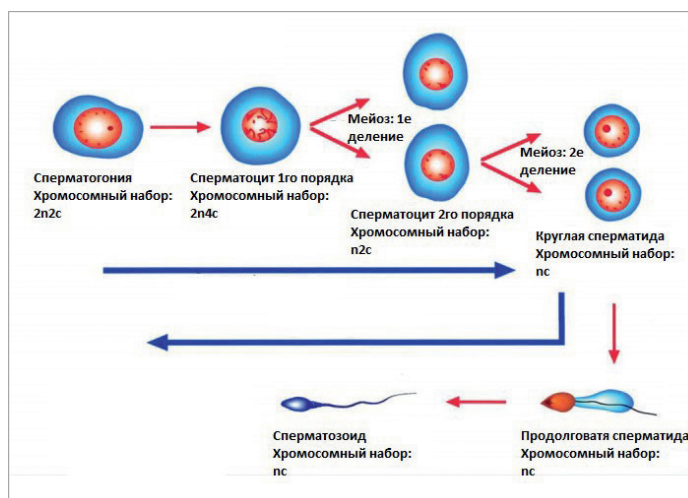 Мейоз: 1е
деление
Мейоз: 2е
деление
Сперматогония
Хромосомный набор:
2n2c
Сперматоцит 1го порядка
Хромосомный набор:
2n4c
Сперматоцит 2го порядка
Хромосомный набор:
n2c
Круглая сперматида
Хромосомный набор:
nc
Сперматозоид
Хромосомный набор:
nc
Продолговатя сперматида
Хромосомный набор:
nc